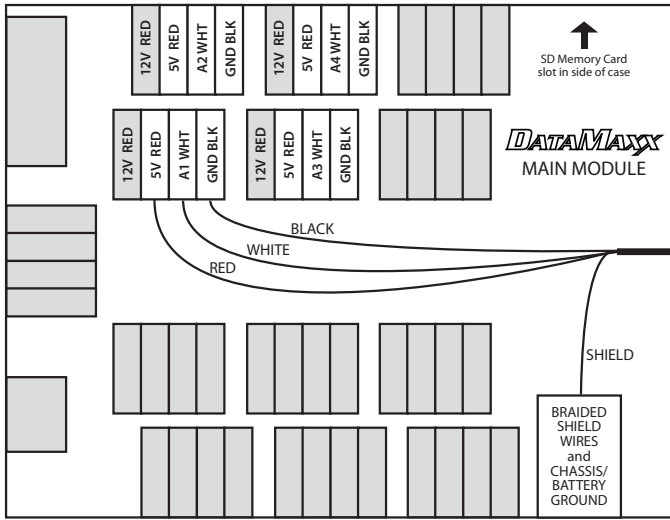 12V RED
5V RED
A2 WHT
GND BLK
12V RED
5V RED
A4 WHT
GND BLK
SD Memory Card
slot in side of case
12V RED
5V RED
A1 WHT
GND BLK
12V RED
5V RED
A3 WHT
GND BLK
DATAMAXX
MAIN MODULE
BLACK
WHITE
RED
SHIELD
BRAIDED
SHIELD
WIRES
and
CHASSIS/
BATTERY
GROUND